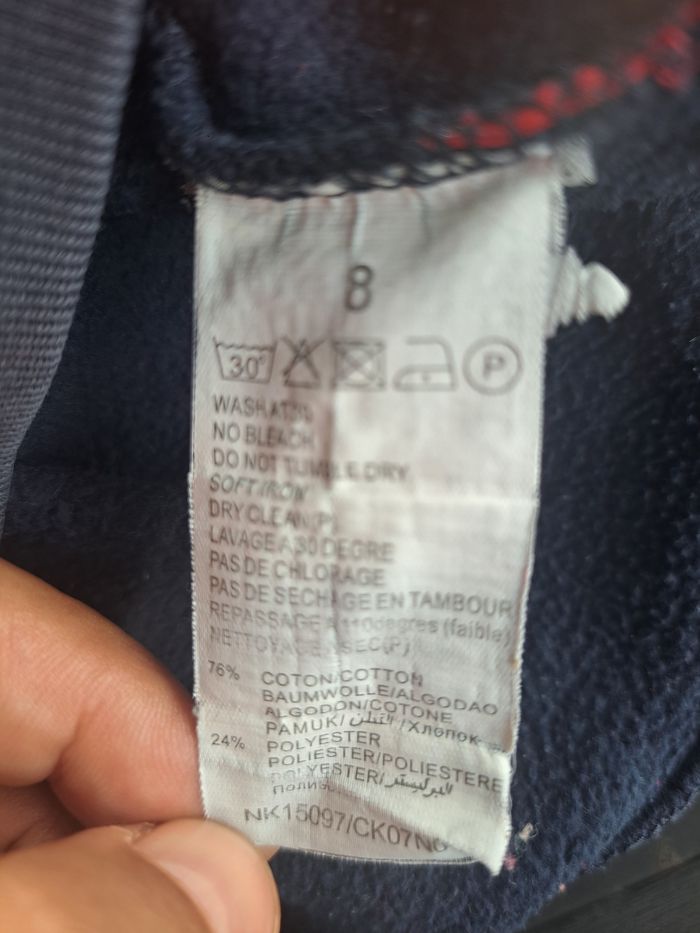 8
30°
P
WASH AT 30
NO BLEACH
DO NOT TUMBLE DRY
SOFT IRON
DRY CLEAN(P)
LAVAGE A 30 DEGRE
PAS DE CHLORAGE
PAS DE SECHAGE EN TAMBOUR
REPASSAGE à 110degres (faible)
NETTOYAGE SEC(P)
76% COTON/COTTON
BAUMWOLLE/ALGODAO
ALGODON/COTONE
PAMUK/القطن/Хлопок
24% POLYESTER
POLIESTER/POLIESTERE
POLYESTER/البوليستر
NK15097/CK07N6